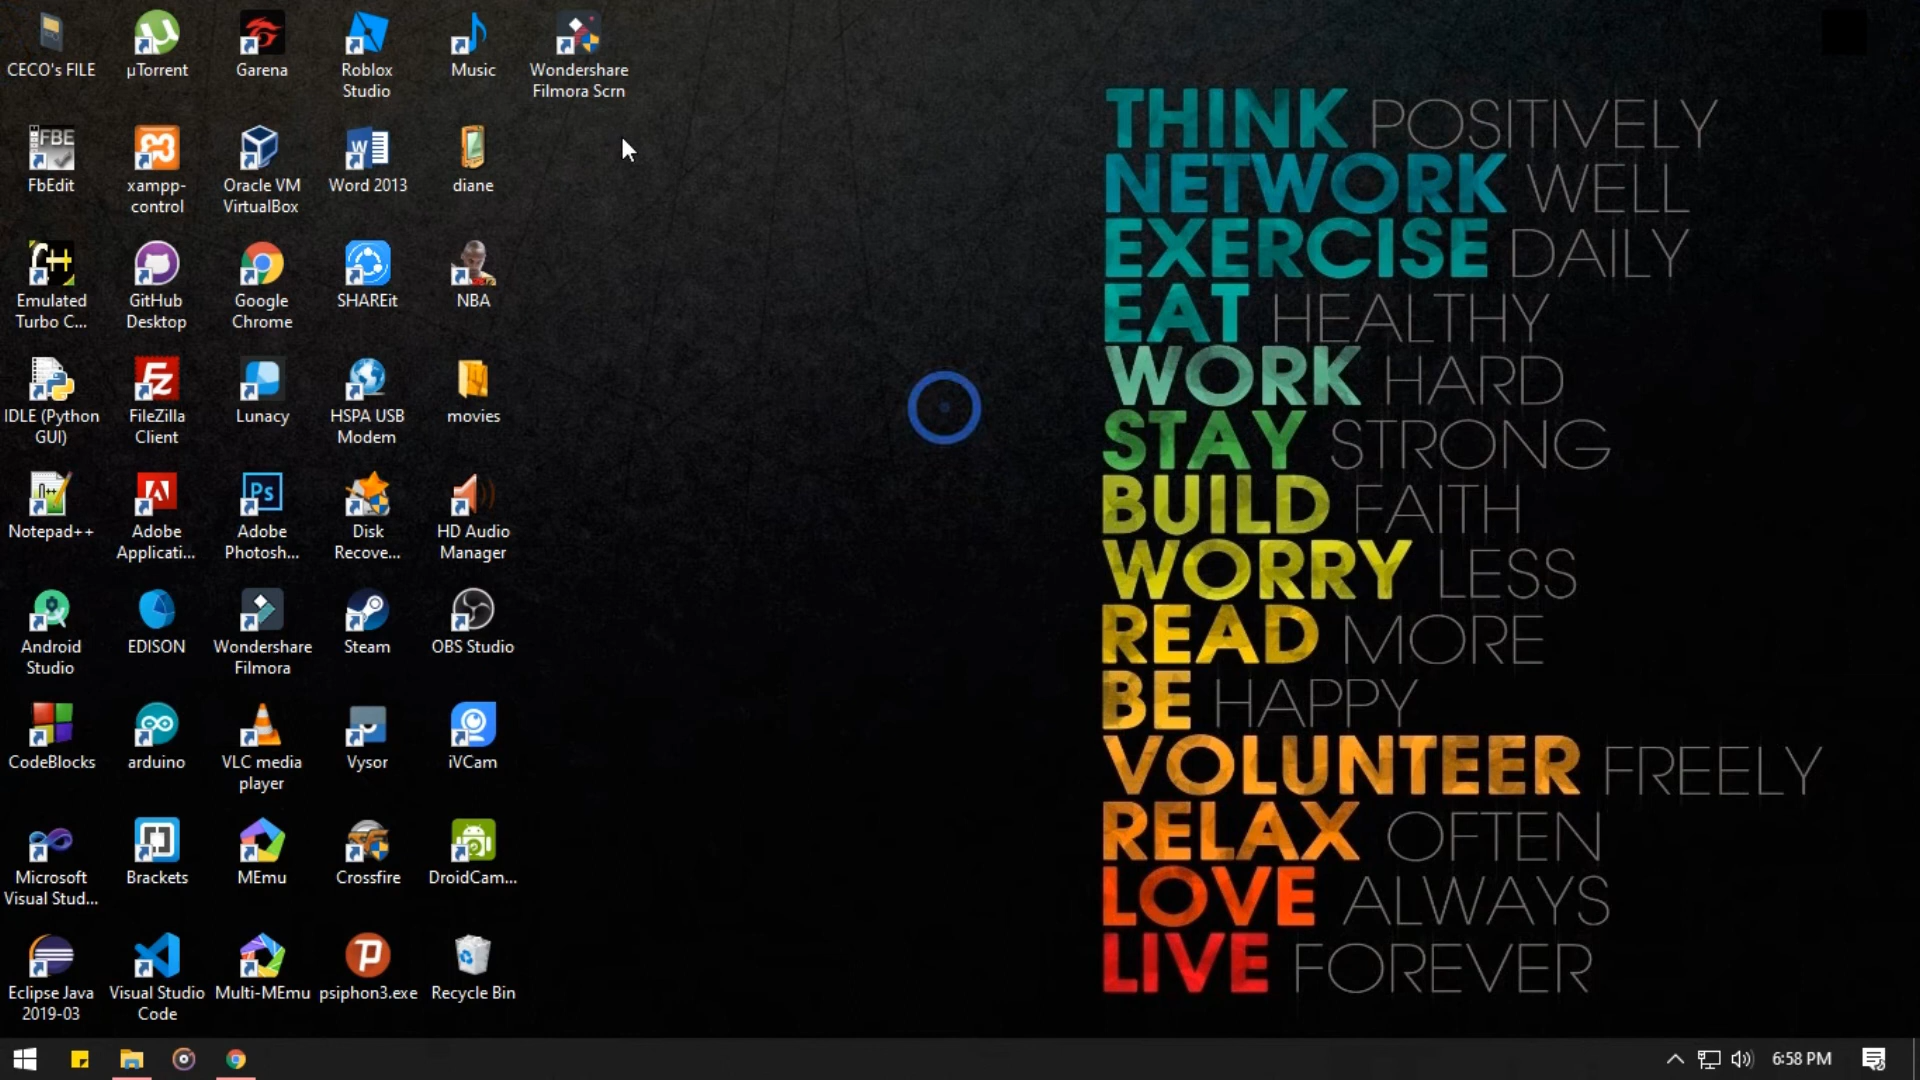 CECO's FILE
µTorrent
Garena
Roblox
Studio
Music
Wondershare
Filmora Scrn
FBE
FbEdit
xampp-
control
Oracle VM
VirtualBox
W
Word 2013
diane
C++
Emulated
Turbo C...
GitHub
Desktop
Google
Chrome
SHAREit
NBA
IDLE (Python
GUI)
Fz
FileZilla
Client
Lunacy
HSPA USB
Modem
movies
Notepad++
Adobe
Applicati...
Ps
Adobe
Photosh...
Disk
Recove...
HD Audio
Manager
Android
Studio
EDISON
Wondershare
Filmora
Steam
OBS Studio
CodeBlocks
arduino
VLC media
player
Vysor
iVCam
Microsoft
Visual Stud...
Brackets
MEmu
Crossfire
DroidCam...
Eclipse Java
2019-03
Visual Studio
Code
Multi-MEmu
psiphon3.exe
Recycle Bin
THINK POSITIVELY
NETWORK WELL
EXERCISE DAILY
EAT HEALTHY
WORK HARD
STAY STRONG
BUILD FAITH
WORRY LESS
READ MORE
BE HAPPY
VOLUNTEER FREELY
RELAX OFTEN
LOVE ALWAYS
LIVE FOREVER
6:58 PM